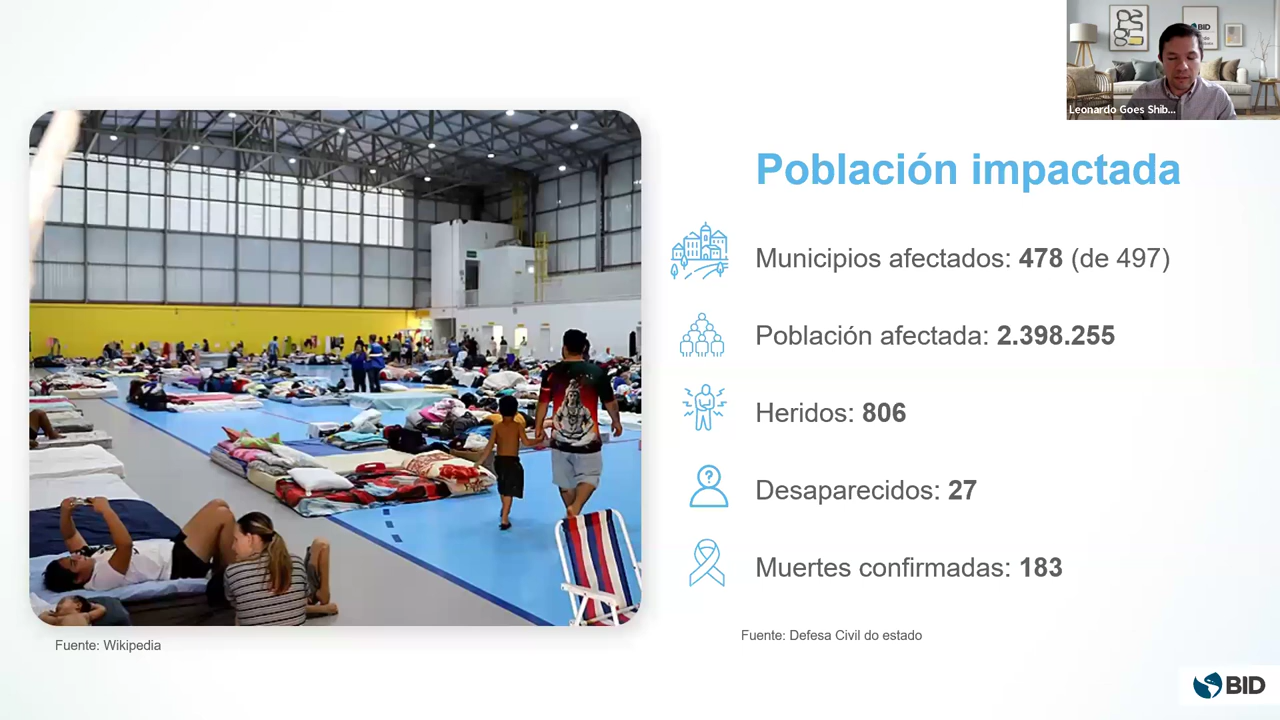 BID
Leonardo Goes Shib...
Población impactada
Municipios afectados: 478 (de 497)
Población afectada: 2.398.255
Heridos: 806
?
Desaparecidos: 27
Muertes confirmadas: 183
Fuente: Defesa Civil do estado
Fuente: Wikipedia
BID